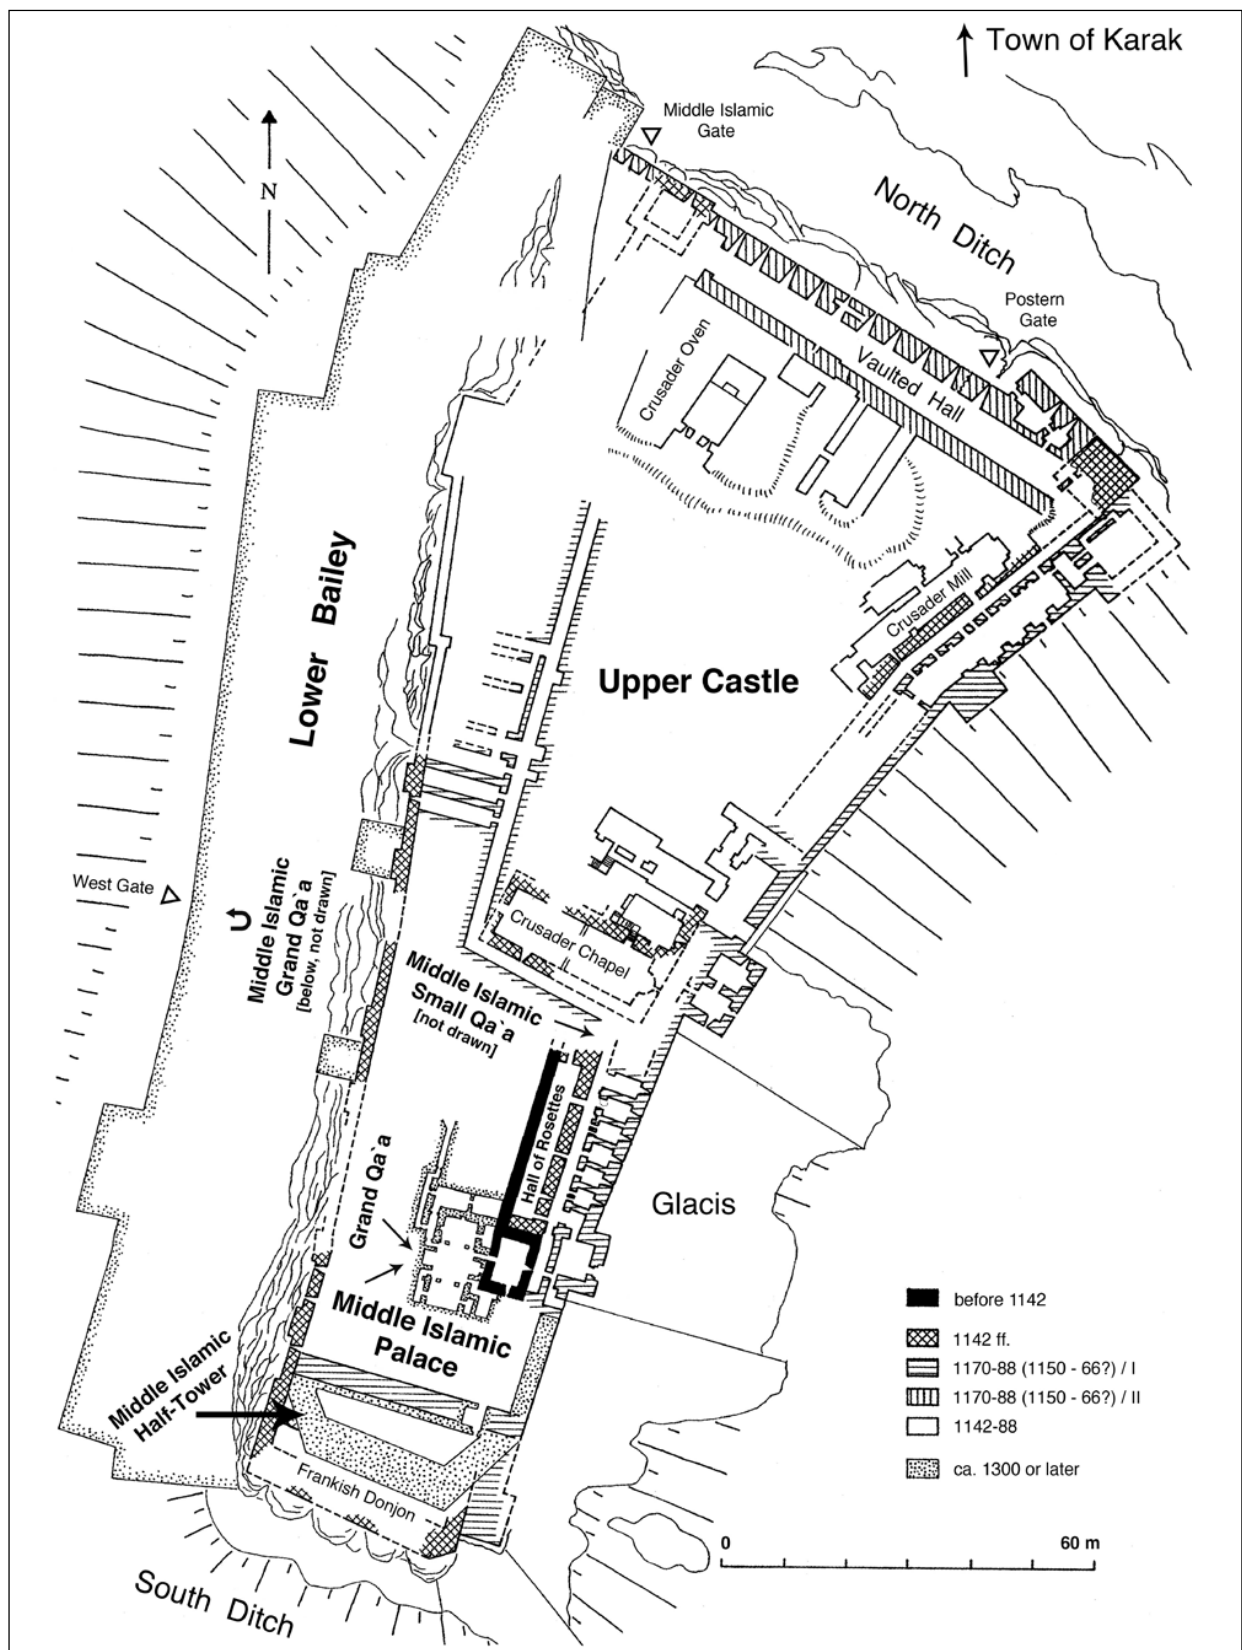 Town of Karak
Middle Islamic
Gate
N
North Ditch
Postern
Gate
Vaulted Hall
Crusader Oven
Lower Bailey
Crusader Mill
Upper Castle
West Gate
Middle Islamic
Grand Qa`a
[below, not drawn]
Crusader Chapel
Middle Islamic
Small Qa`a
[not drawn]
Hall of Rosettes
Grand Qa`a
Glacis
Middle Islamic
Palace
Middle Islamic
Half-Tower
Frankish Donjon
South Ditch
before 1142
1142 ff.
1170-88 (1150 - 66?) / I
1170-88 (1150 - 66?) / II
1142-88
ca. 1300 or later
0 60 m